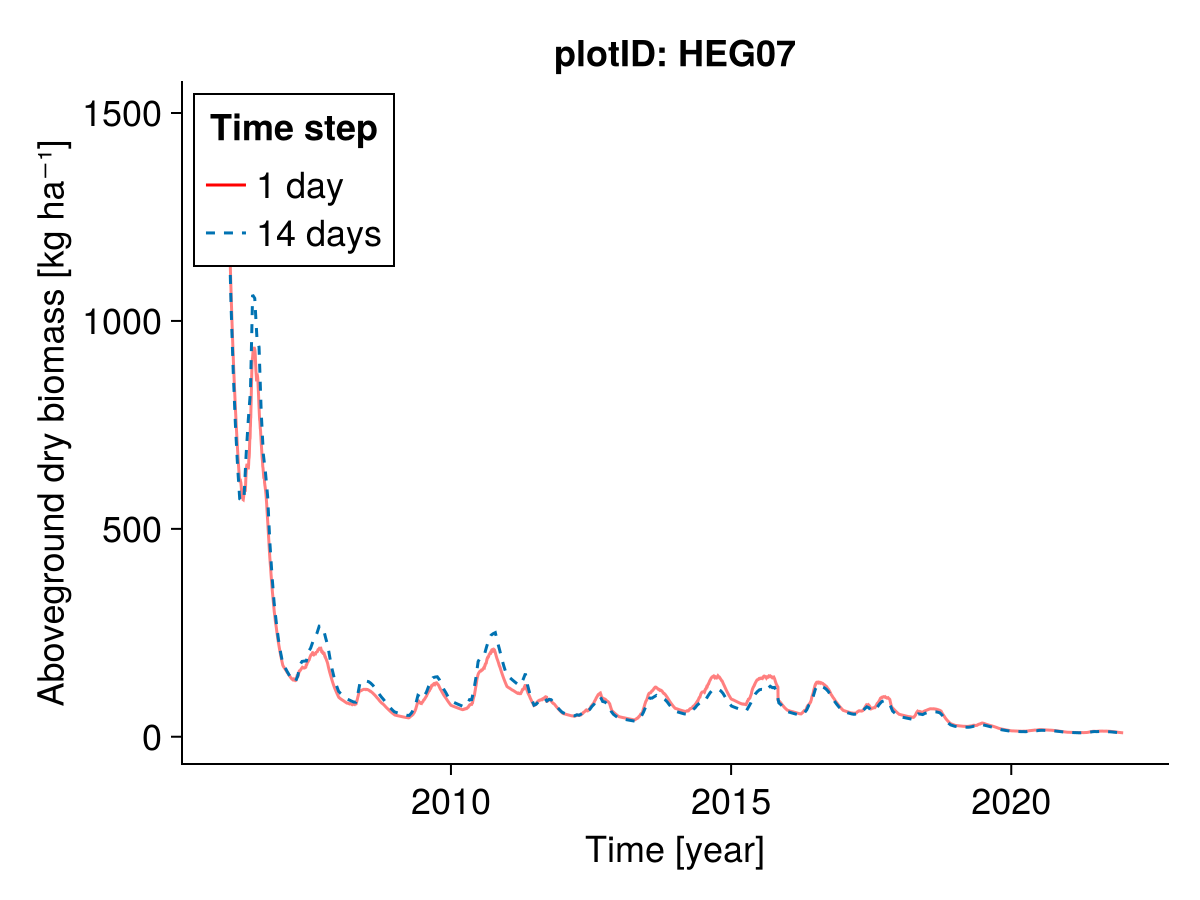 plotID: HEG07
Time step
1 day
14 days
1500
1000
500
0
Aboveground dry biomass [kg ha⁻¹]
2010
2015
2020
Time [year]